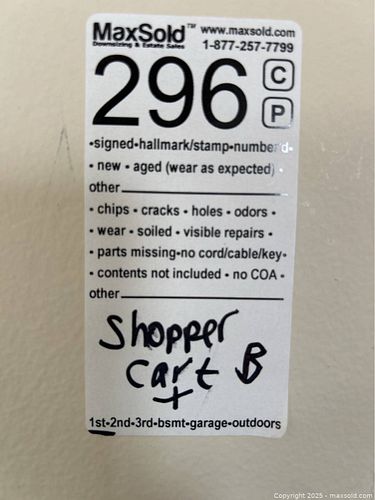 MaxSold™ www.maxsold.com
Downsizing & Estate Sales 1-877-257-7799
296 C
P
•signed•hallmark/stamp•numbered•
• new • aged (wear as expected)
other
• chips • cracks • holes • odors •
• wear • soiled • visible repairs •
• parts missing•no cord/cable/key•
• contents not included • no COA •
other
Shopper
Cart B
+
1st•2nd•3rd•bsmt•garage•outdoors
Copyright 2025 - maxsold.com